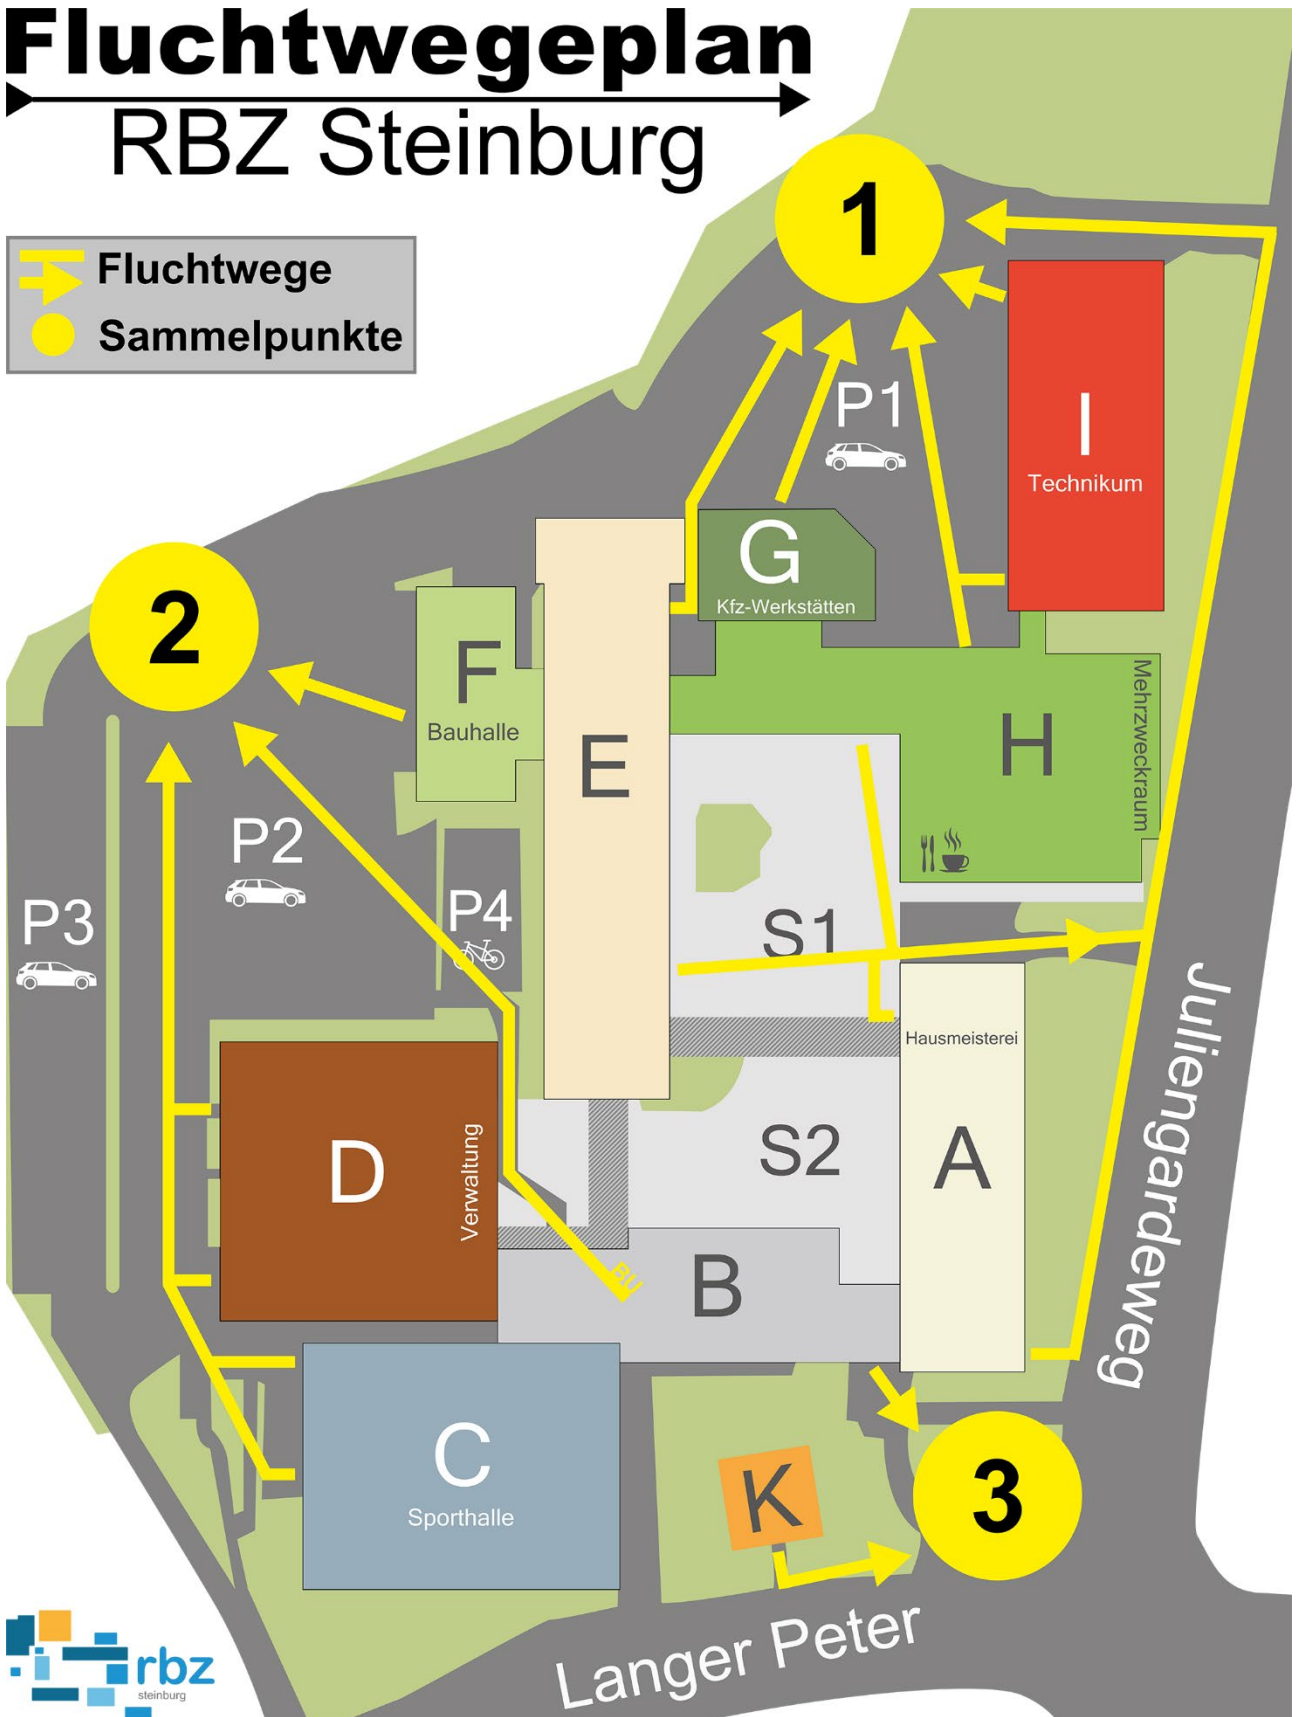 Fluchtwegeplan
RBZ Steinburg
Fluchtwege
Sammelpunkte
1
P1
I
Technikum
G
Kfz-Werkstätten
2
F
Bauhalle
E
H
Mehrzweckraum
P2
P3
P4
S1
Hausmeisterei
Juliengardeweg
D
Verwaltung
S2
A
BU
B
C
Sporthalle
K
3
Langer Peter
rbz
steinburg